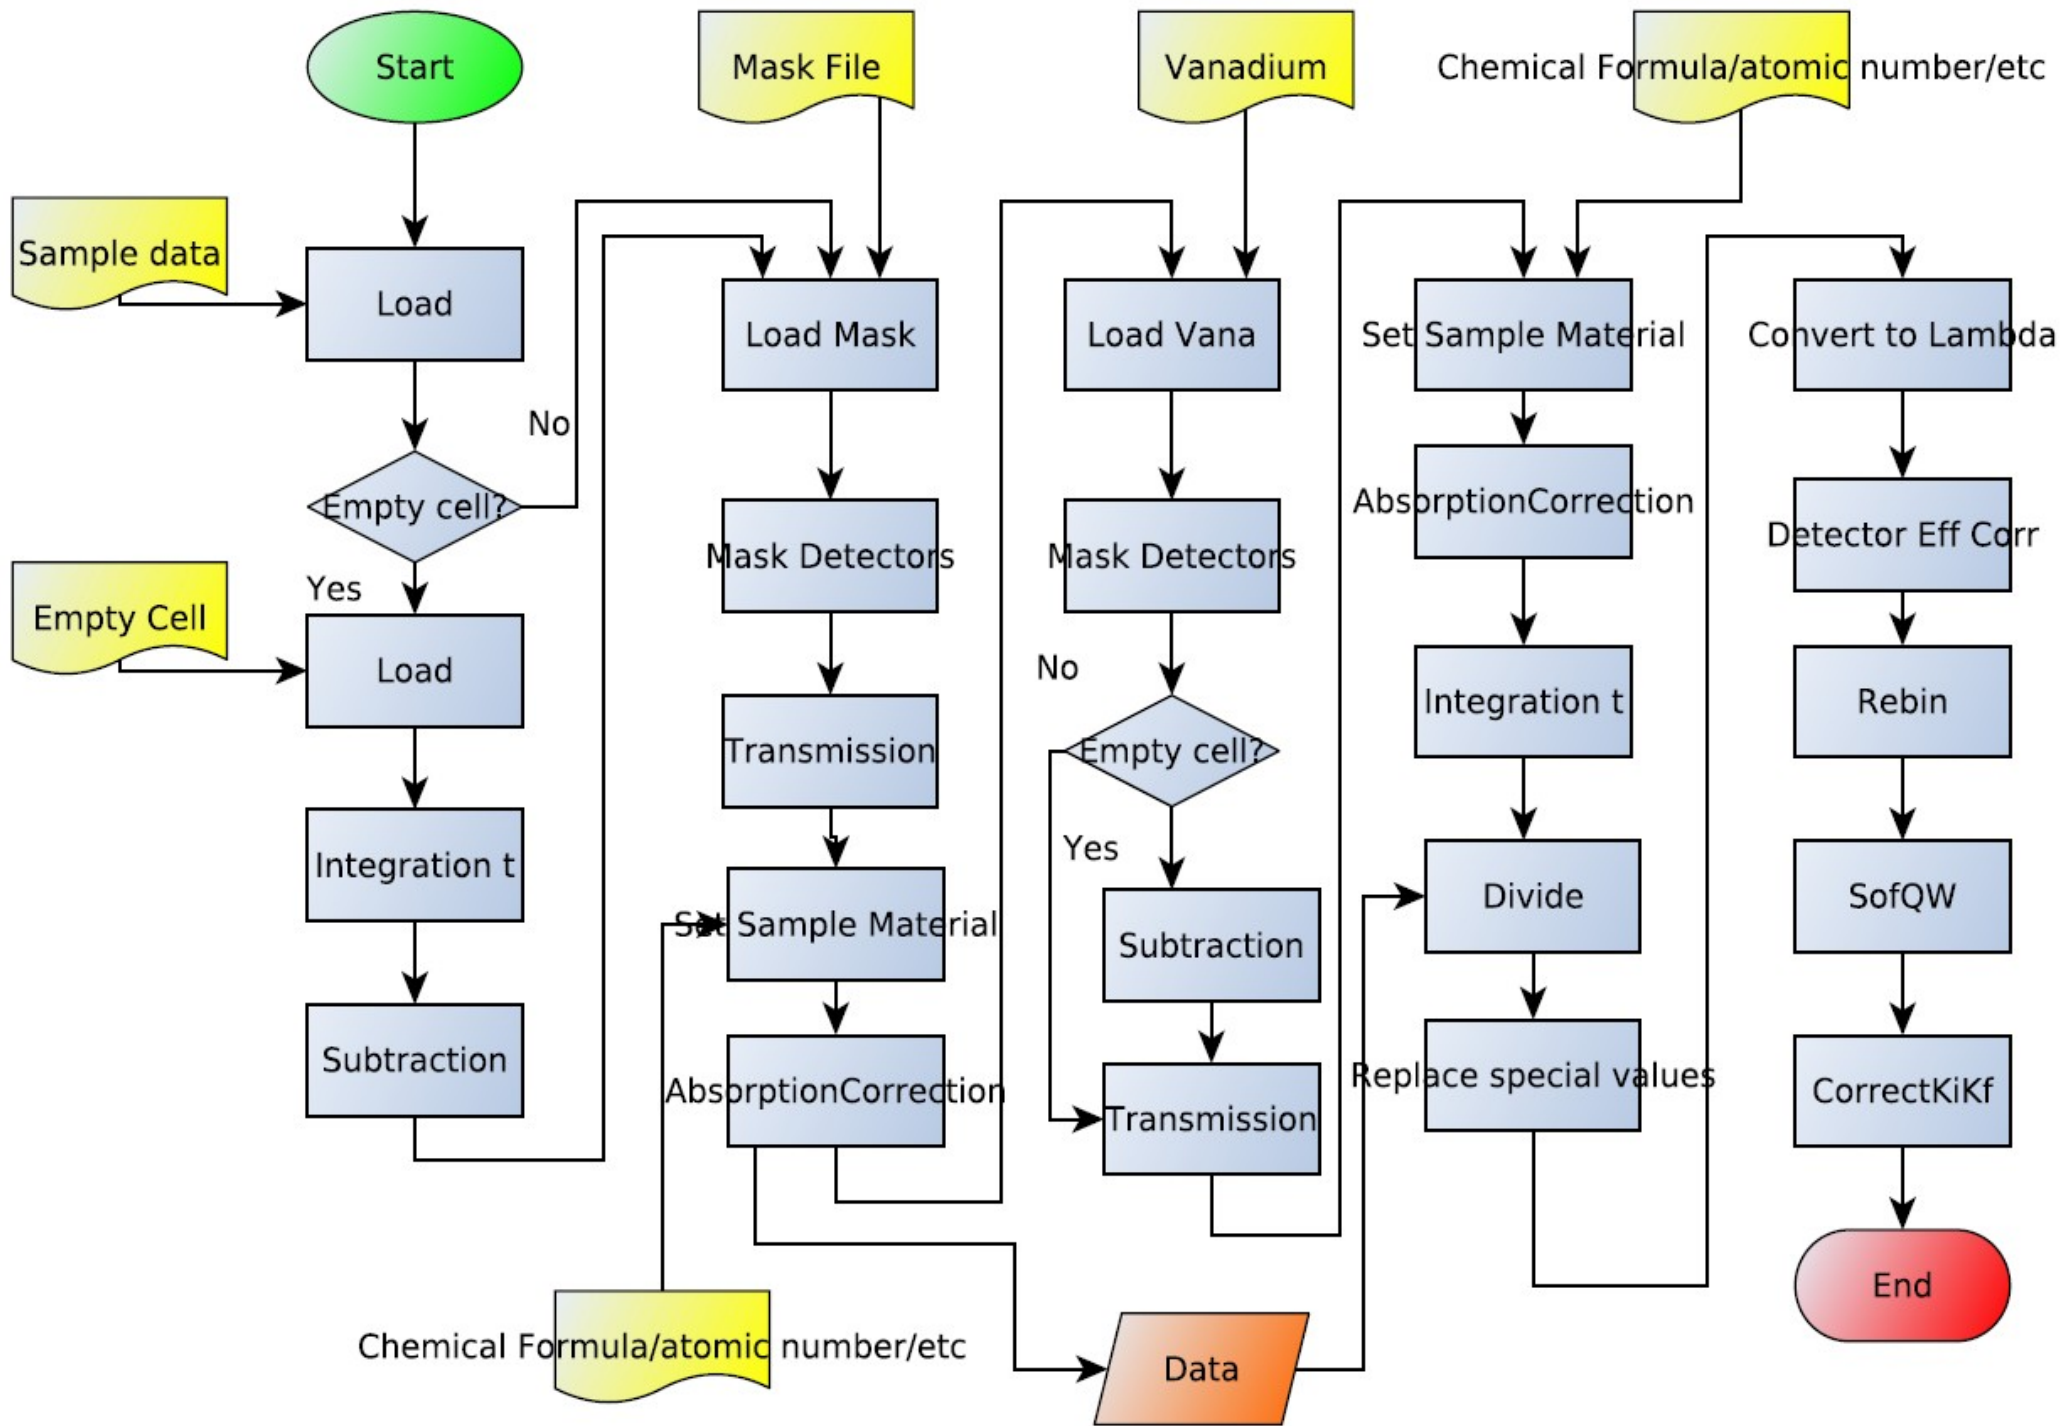 Start
Mask File
Vanadium
Chemical Formula/atomic number/etc
Sample data
Load
No
Empty cell?
Yes
Empty Cell
Load
Integration t
Subtraction
Load Mask
Mask Detectors
Transmission
Set Sample Material
AbsorptionCorrection
Chemical Formula/atomic number/etc
Load Vana
Mask Detectors
No
Empty cell?
Yes
Subtraction
Transmission
Data
Set Sample Material
AbsorptionCorrection
Integration t
Divide
Replace special values
Convert to Lambda
Detector Eff Corr
Rebin
SofQW
CorrectKiKf
End